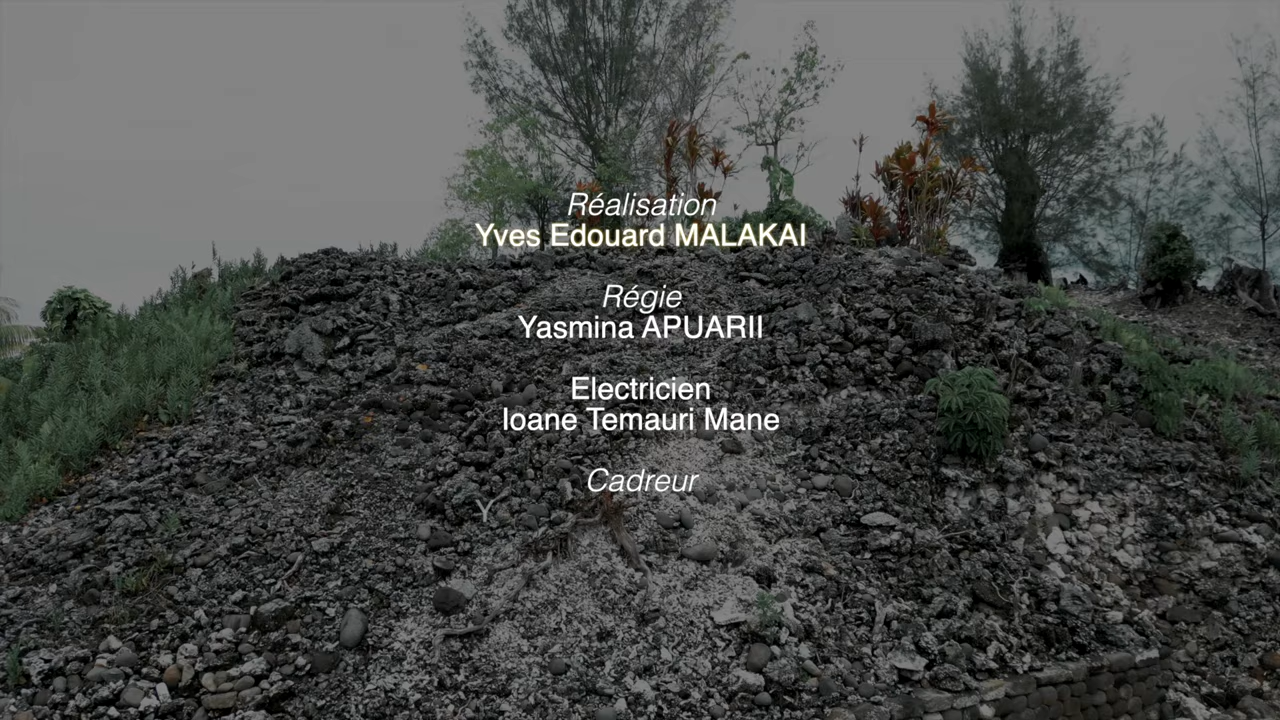 Réalisation
Yves Edouard MALAKAI
Régie
Yasmina APUARII
Electricien
Ioane Temauri Mane
Cadreur
Y